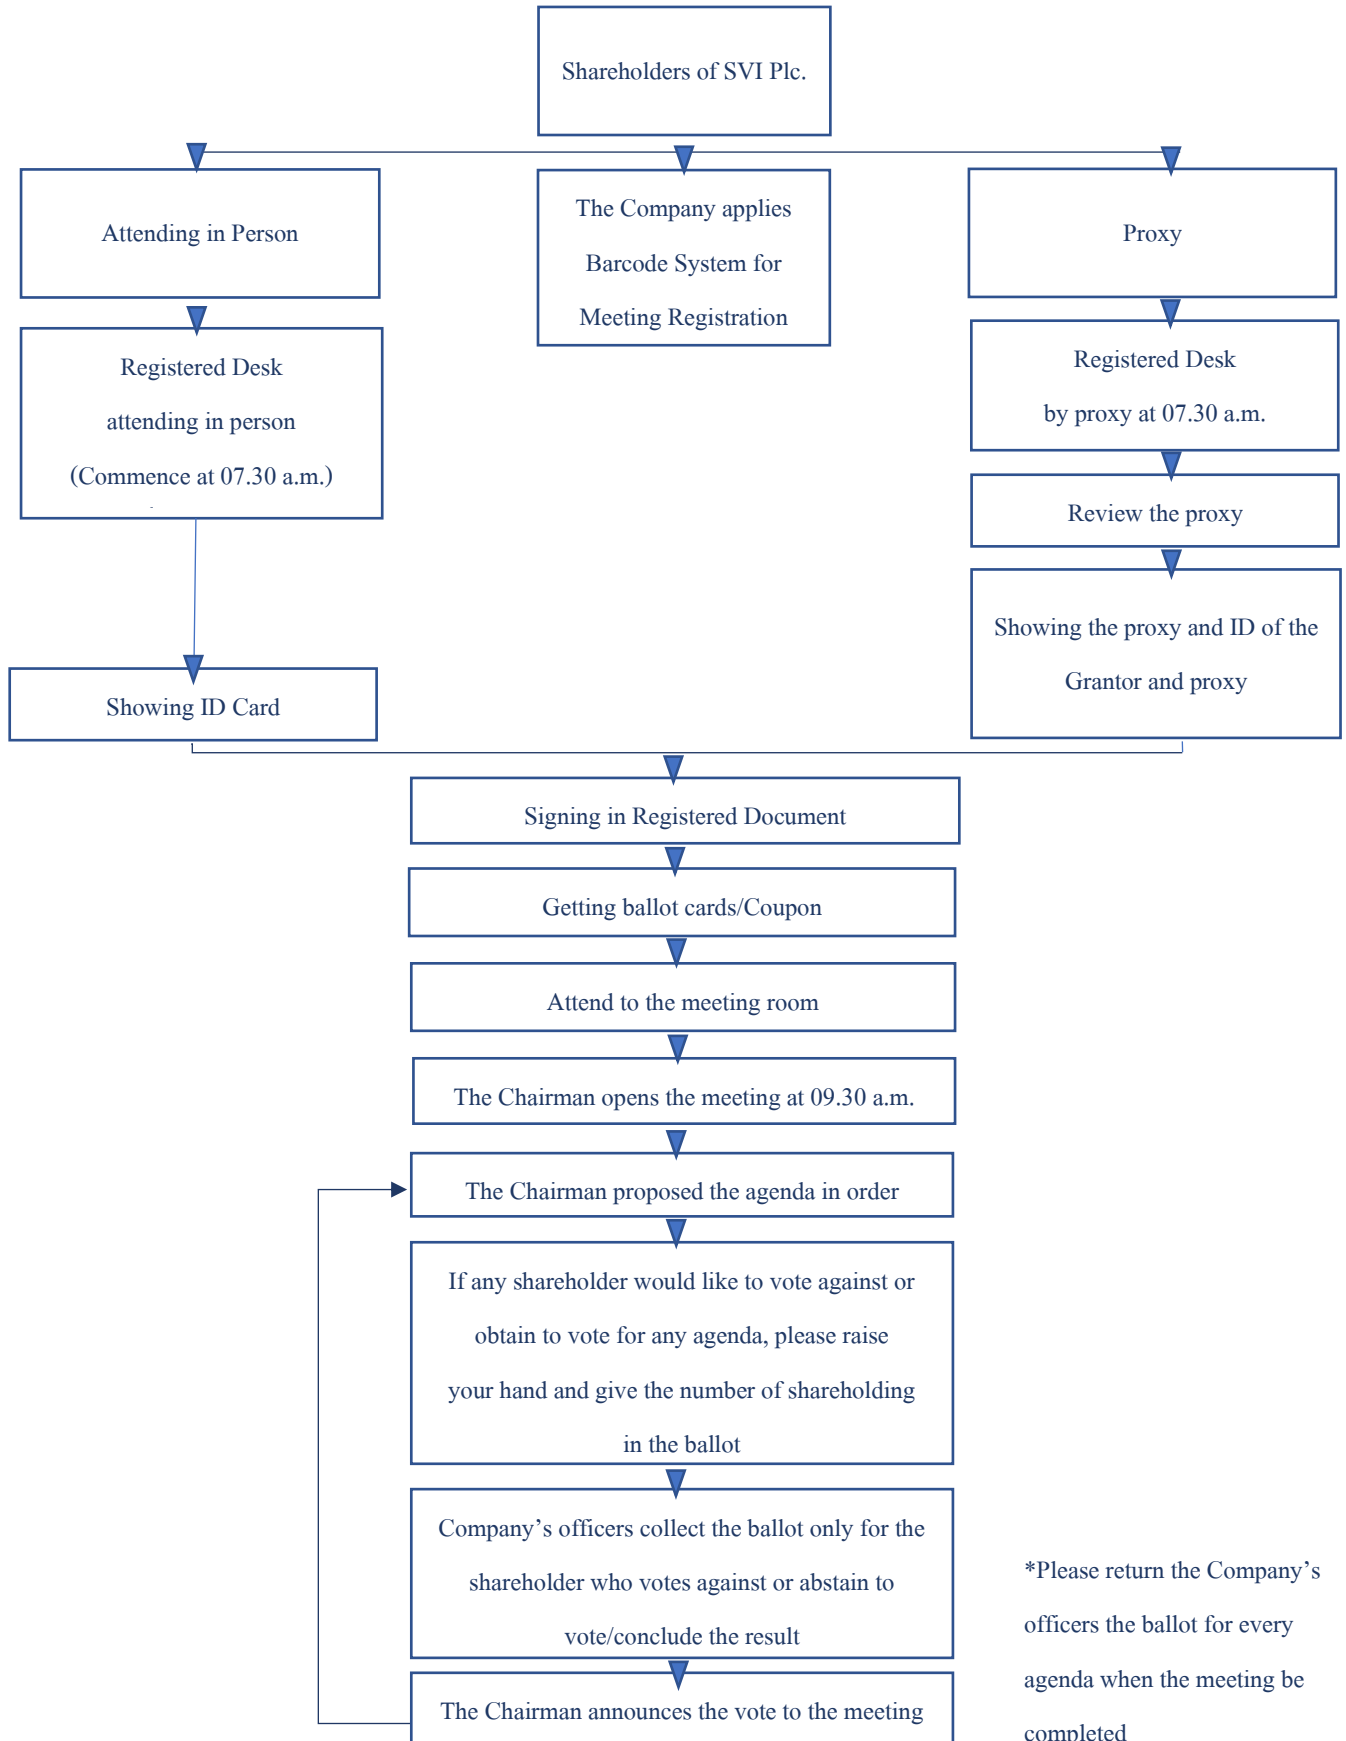 Shareholders of SVI Plc.
Attending in Person
The Company applies
Barcode System for
Meeting Registration
Proxy
Registered Desk
attending in person
(Commence at 07.30 a.m.)
Registered Desk
by proxy at 07.30 a.m.
Review the proxy
Showing the proxy and ID of the
Grantor and proxy
Showing ID Card
Signing in Registered Document
Getting ballot cards/Coupon
Attend to the meeting room
The Chairman opens the meeting at 09.30 a.m.
The Chairman proposed the agenda in order
If any shareholder would like to vote against or
obtain to vote for any agenda, please raise
your hand and give the number of shareholding
in the ballot
Company’s officers collect the ballot only for the
shareholder who votes against or abstain to
vote/conclude the result
The Chairman announces the vote to the meeting
*Please return the Company’s
officers the ballot for every
agenda when the meeting be
completed